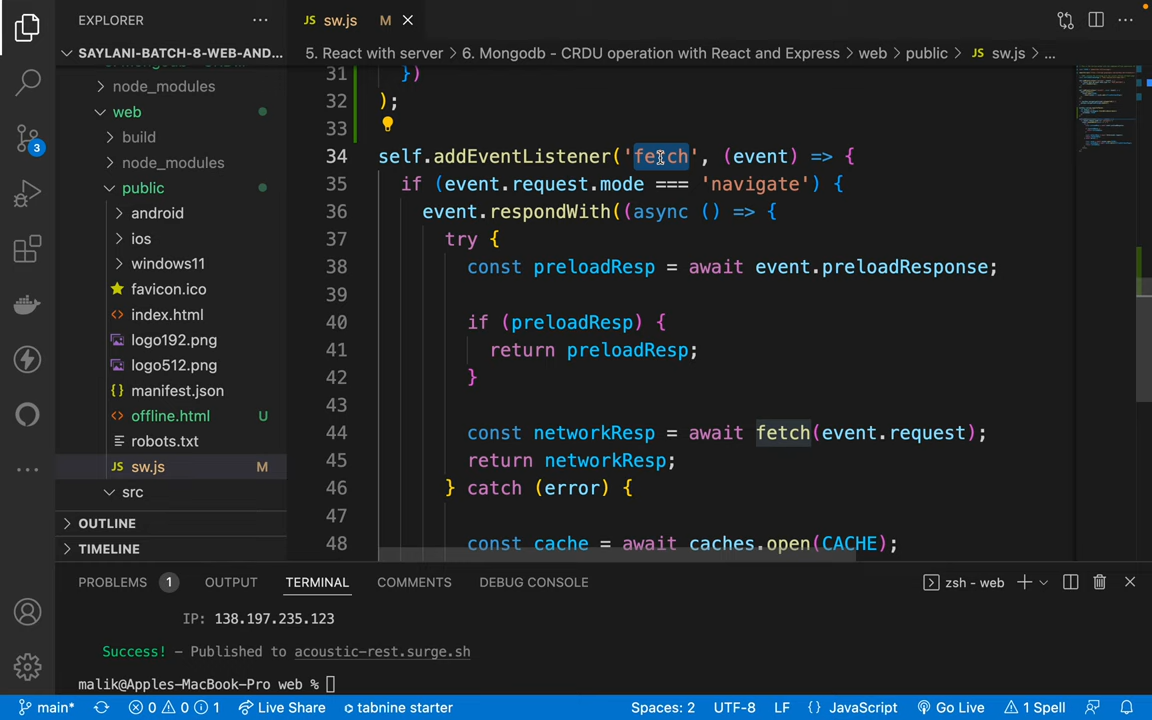 EXPLORER
SAYLANI-BATCH-8-WEB-AND...
node_modules
web
build
node_modules
public
android
ios
windows11
favicon.ico
index.html
logo192.png
logo512.png
manifest.json
offline.html U
robots.txt
JS sw.js M
src
OUTLINE
TIMELINE
JS sw.js M
5. React with server > 6. Mongodb - CRDU operation with React and Express > web > public > JS sw.js > ...
31 })
32 );
33
34 self.addEventListener('fetch', (event) => {
35 if (event.request.mode === 'navigate') {
36 event.respondWith((async () => {
37 try {
38 const preloadResp = await event.preloadResponse;
39
40 if (preloadResp) {
41 return preloadResp;
42 }
43
44 const networkResp = await fetch(event.request);
45 return networkResp;
46 } catch (error) {
47
48 const cache = await caches.open(CACHE);
PROBLEMS 1 OUTPUT TERMINAL COMMENTS DEBUG CONSOLE zsh - web
IP: 138.197.235.123
Success! - Published to acoustic-rest.surge.sh
malik@Apples-MacBook-Pro web %
3
main* 0 0 1 Live Share tabnine starter Spaces: 2 UTF-8 LF {} JavaScript Go Live 1 Spell